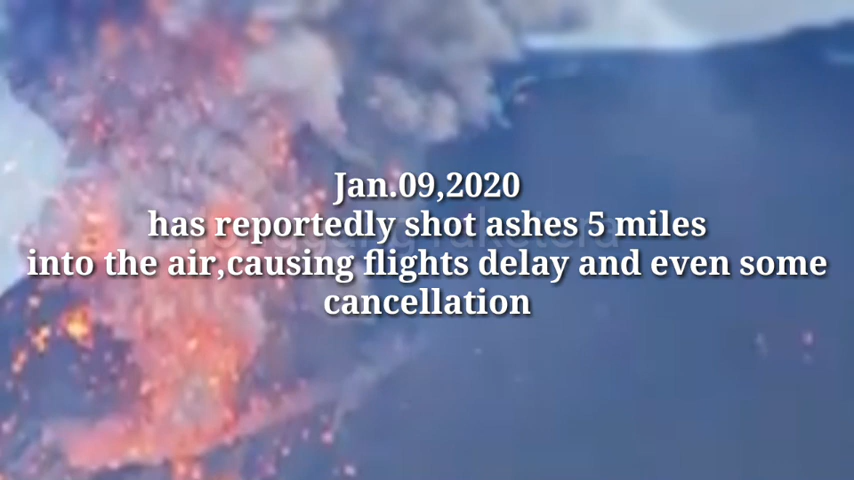 Jan.09,2020
has reportedly shot ashes 5 miles
into the air,causing flights delay and even some
cancellation